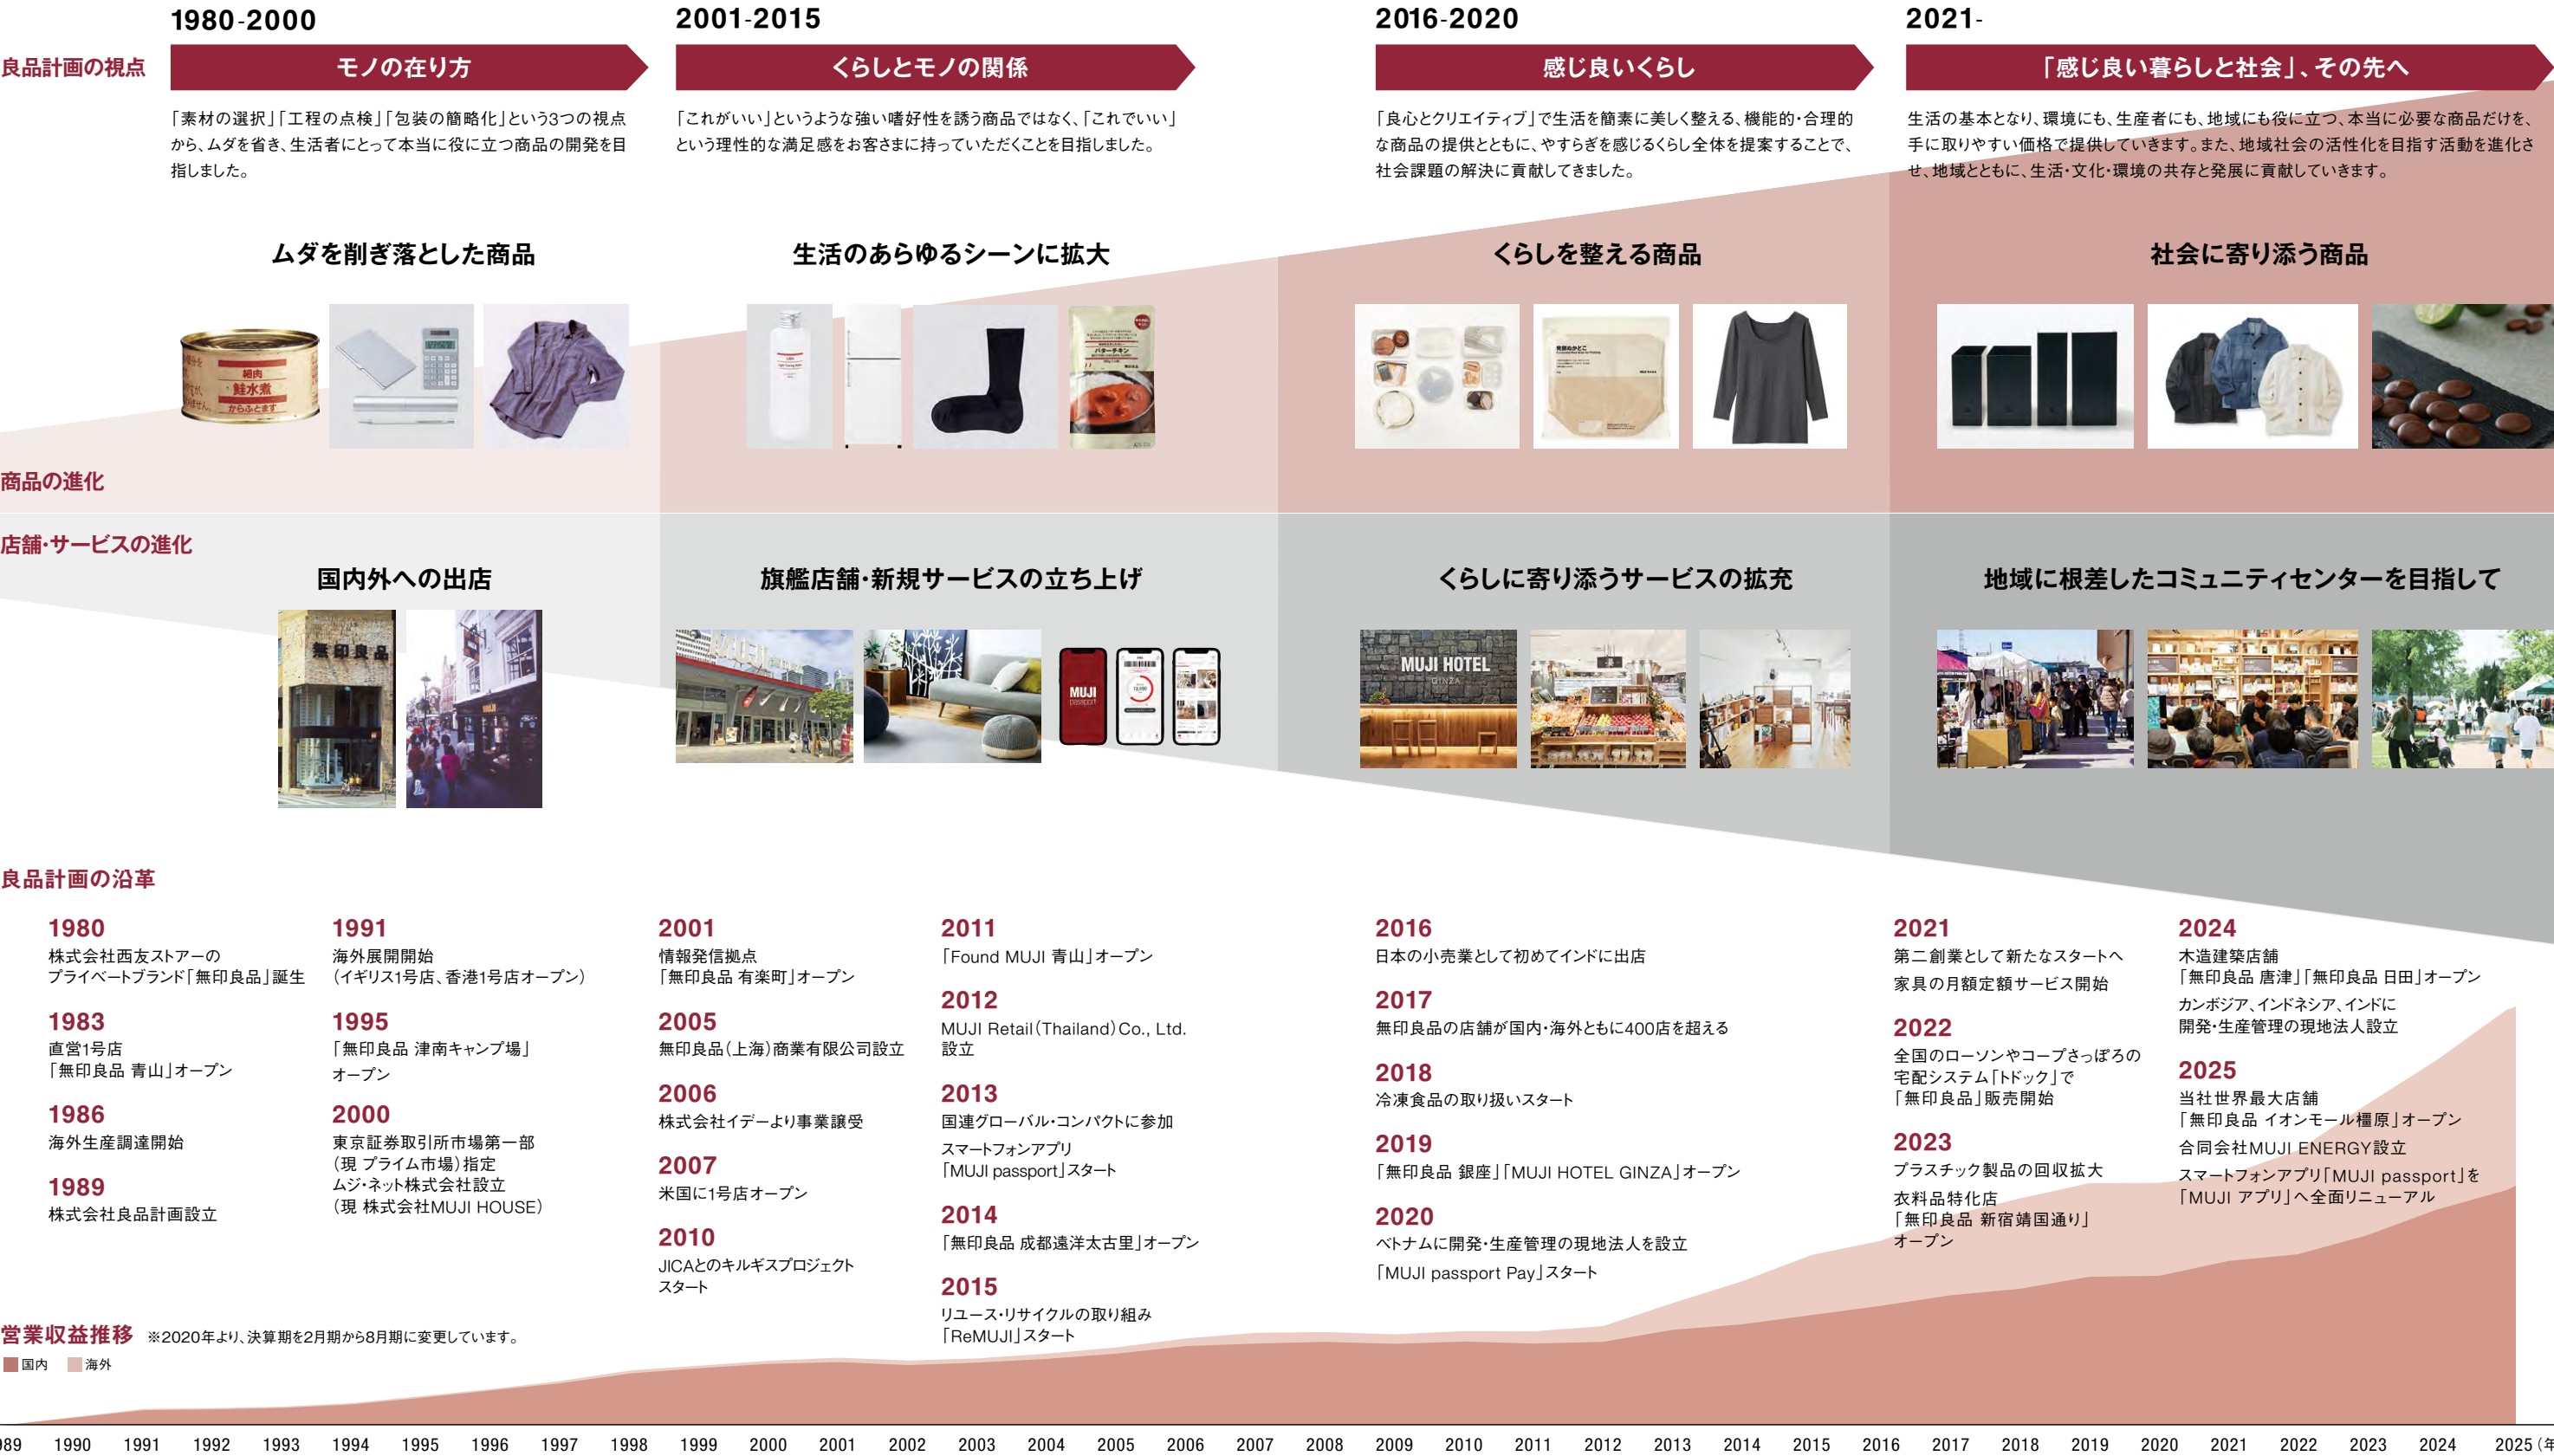 1980-2000
2001-2015
2016-2020
2021-
良品計画の視点
モノの在り方
くらしとモノの関係
感じ良いくらし
「感じ良い暮らしと社会」、その先へ
「素材の選択」「工程の点検」「包装の簡略化」という3つの視点
から、ムダを省き、生活者にとって本当に役に立つ商品の開発を目
指しました。
「これがいい」というような強い嗜好性を誘う商品ではなく、「これでいい」
という理性的な満足感をお客さまに持っていただくことを目指しました。
「良心とクリエイティブ」で生活を簡素に美しく整える、機能的・合理的
な商品の提供とともに、やすらぎを感じるくらし全体を提案することで、
社会課題の解決に貢献してきました。
生活の基本となり、環境にも、生産者にも、地域にも役に立つ、本当に必要な商品だけを、
手に取りやすい価格で提供していきます。また、地域社会の活性化を目指す活動を進化さ
せ、地域とともに、生活・文化・環境の共存と発展に貢献していきます。
ムダを削ぎ落とした商品
生活のあらゆるシーンに拡大
くらしを整える商品
社会に寄り添う商品
鮭水煮
からふとます
バターチキン
発酵ぬかどこ
商品の進化
店舗・サービスの進化
国内外への出店
旗艦店舗・新規サービスの立ち上げ
くらしに寄り添うサービスの拡充
地域に根差したコミュニティセンターを目指して
無印良品
MUJI
MUJI
passport
MUJI HOTEL
GINZA
良品計画の沿革
1980
株式会社西友ストアーの
プライベートブランド「無印良品」誕生
1983
直営1号店
「無印良品 青山」オープン
1986
海外生産調達開始
1989
株式会社良品計画設立
1991
海外展開開始
（イギリス1号店、香港1号店オープン）
1995
「無印良品 津南キャンプ場」
オープン
2000
東京証券取引所市場第一部
（現 プライム市場）指定
ムジ・ネット株式会社設立
（現 株式会社MUJI HOUSE）
2001
情報発信拠点
「無印良品 有楽町」オープン
2005
無印良品（上海）商業有限公司設立
2006
株式会社イデーより事業譲受
2007
米国に1号店オープン
2010
JICAとのキルギスプロジェクト
スタート
2011
「Found MUJI 青山」オープン
2012
MUJI Retail（Thailand）Co., Ltd.
設立
2013
国連グローバル・コンパクトに参加
スマートフォンアプリ
「MUJI passport」スタート
2014
「無印良品 成都遠洋太古里」オープン
2015
リユース・リサイクルの取り組み
「ReMUJI」スタート
2016
日本の小売業として初めてインドに出店
2017
無印良品の店舗が国内・海外ともに400店を超える
2018
冷凍食品の取り扱いスタート
2019
「無印良品 銀座」「MUJI HOTEL GINZA」オープン
2020
ベトナムに開発・生産管理の現地法人を設立
「MUJI passport Pay」スタート
2021
第二創業として新たなスタートへ
家具の月額定額サービス開始
2022
全国のローソンやコープさっぽろの
宅配システム「トドック」で
「無印良品」販売開始
2023
プラスチック製品の回収拡大
衣料品特化店
「無印良品 新宿靖国通り」
オープン
2024
木造建築店舗
「無印良品 唐津」「無印良品 日田」オープン
カンボジア、インドネシア、インドに
開発・生産管理の現地法人設立
2025
当社世界最大店舗
「無印良品 イオンモール橿原」オープン
合同会社MUJI ENERGY設立
スマートフォンアプリ「MUJI passport」を
「MUJI アプリ」へ全面リニューアル
営業収益推移 ※2020年より、決算期を2月期から8月期に変更しています。
国内 海外
1990 1991 1992 1993 1994 1995 1996 1997 1998 1999 2000 2001 2002 2003 2004 2005 2006 2007 2008 2009 2010 2011 2012 2013 2014 2015 2016 2017 2018 2019 2020 2021 2022 2023 2024 2025（年